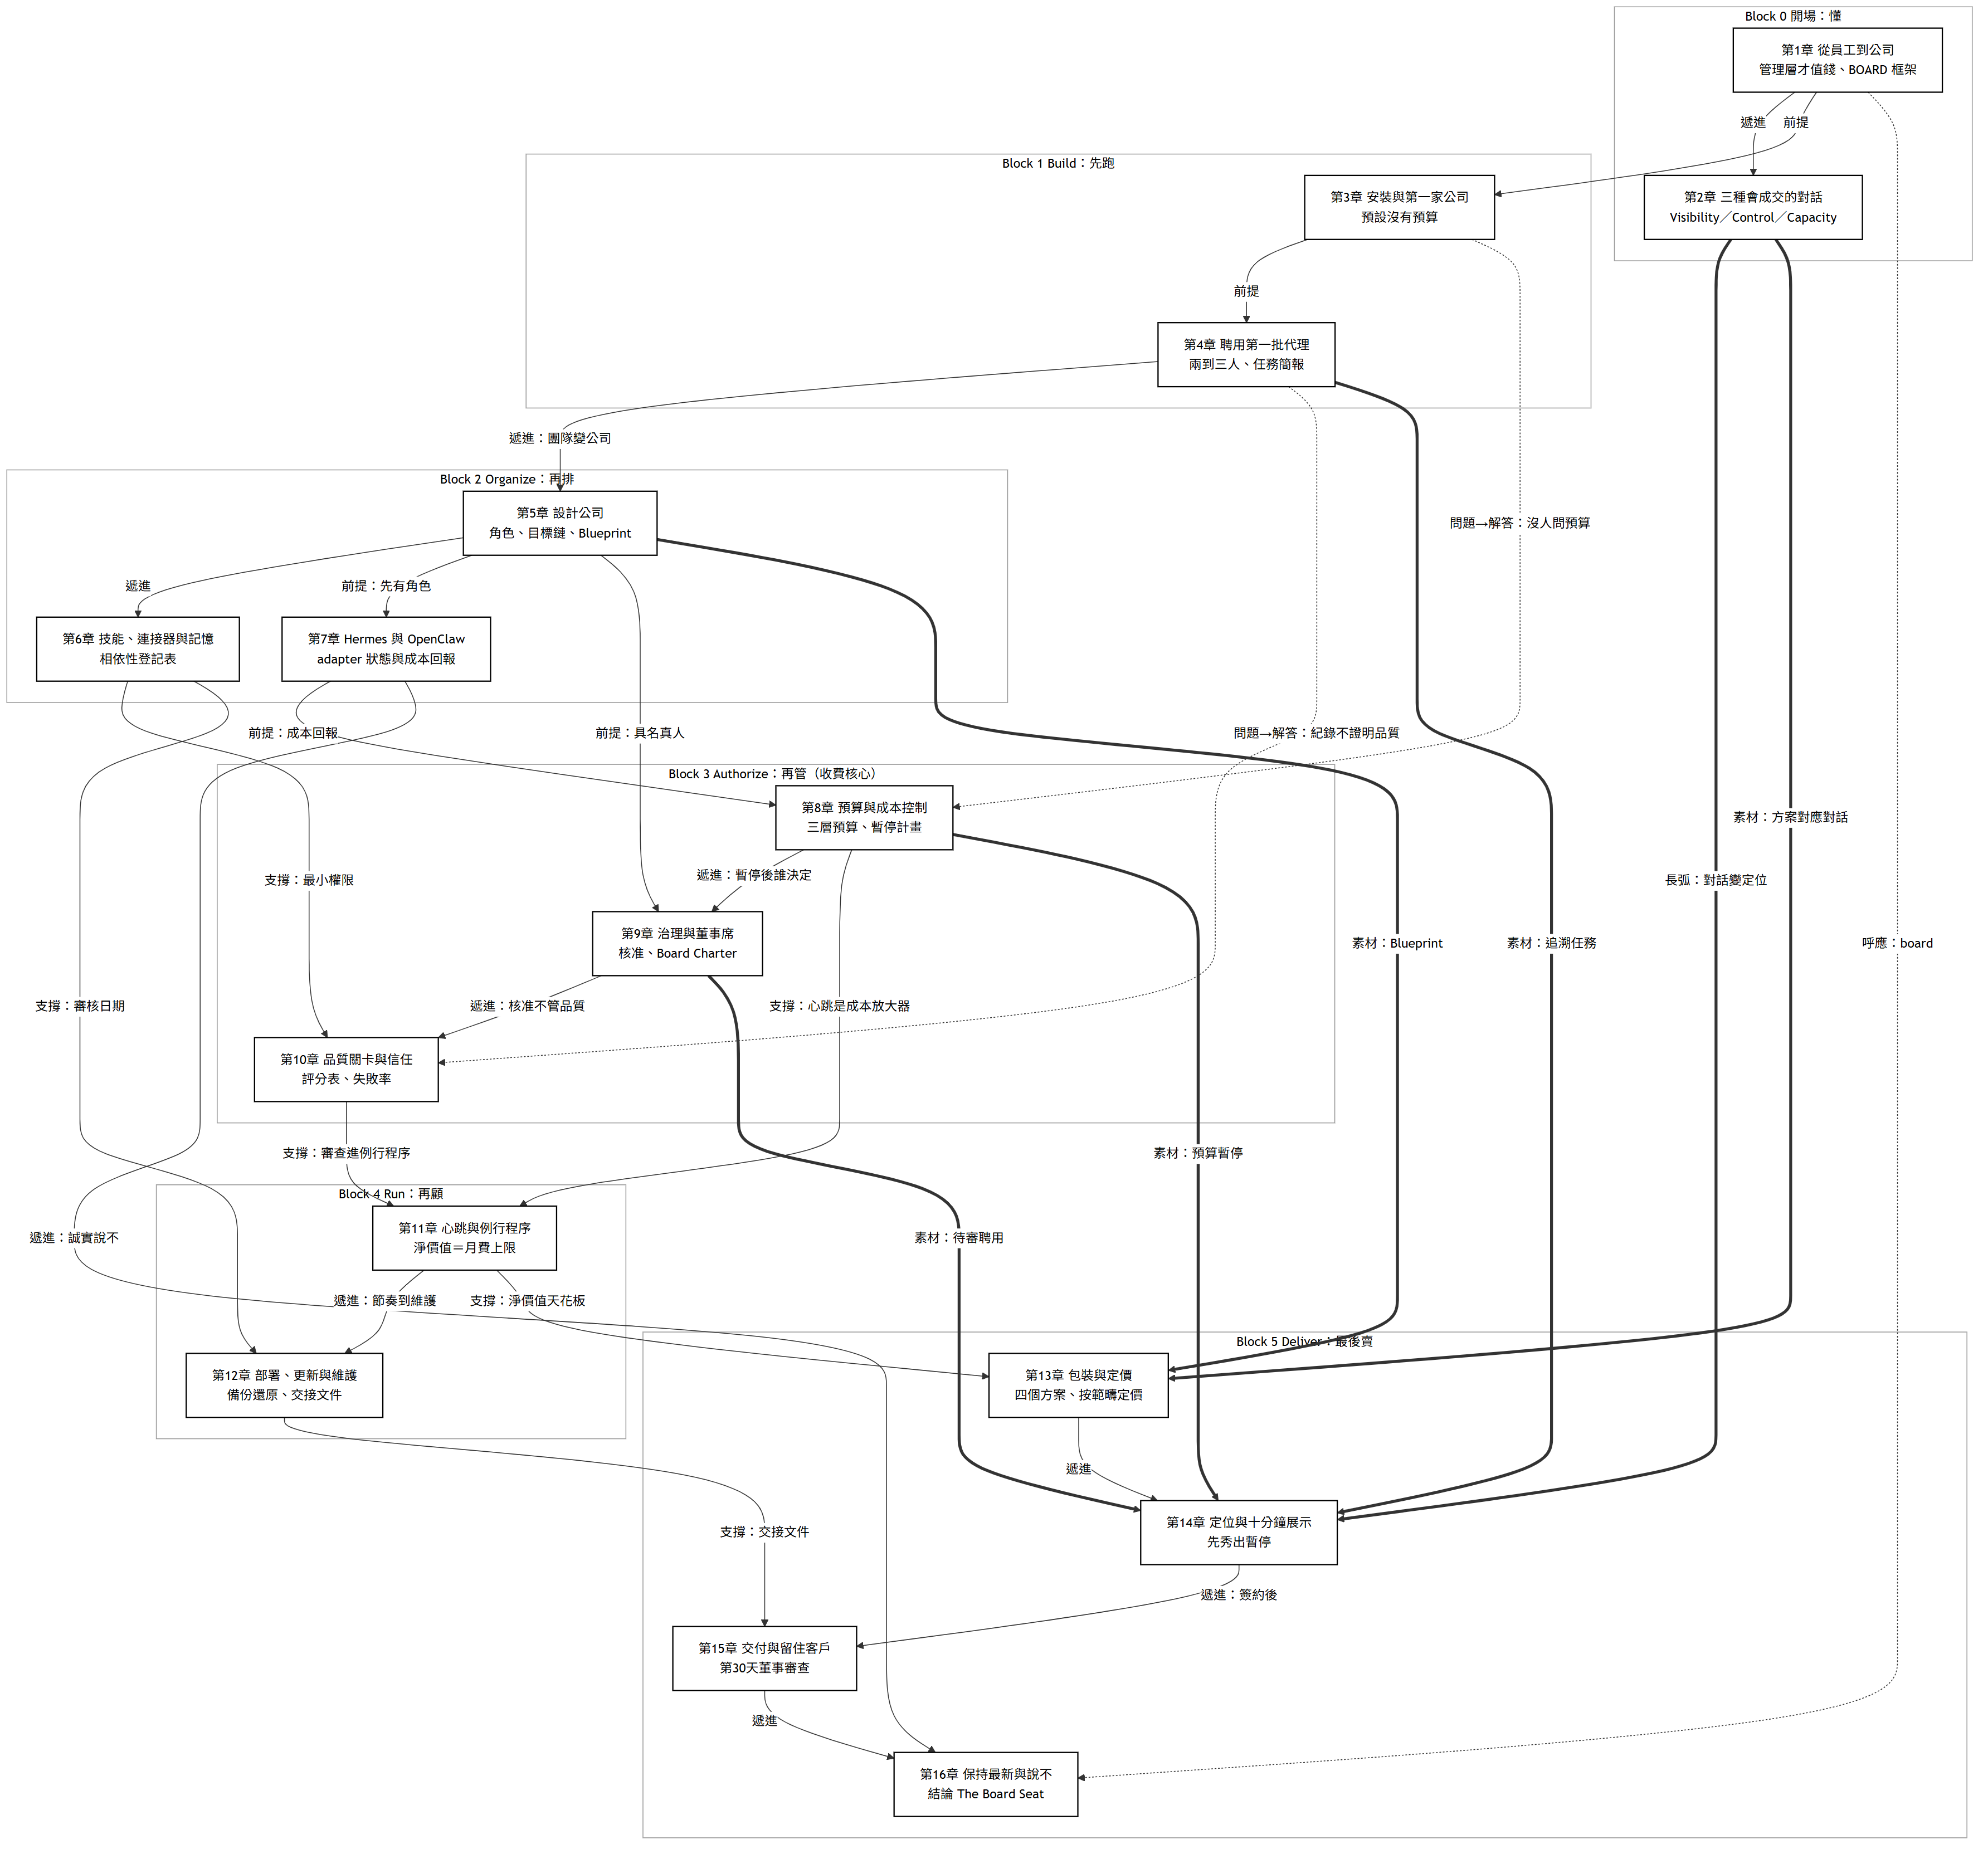 Block 0 開場：懂
第1章 從員工到公司
管理層才值錢、BOARD 框架
遞進
前提
Block 1 Build：先跑
第3章 安裝與第一家公司
預設沒有預算
第2章 三種會成交的對話
Visibility／Control／Capacity
前提
第4章 聘用第一批代理
兩到三人、任務簡報
遞進：團隊變公司
Block 2 Organize：再排
第5章 設計公司
角色、目標鏈、Blueprint
問題→解答：沒人問預算
遞進
前提：先有角色
第6章 技能、連接器與記憶
相依性登記表
第7章 Hermes 與 OpenClaw
adapter 狀態與成本回報
前提：成本回報
前提：具名真人
問題→解答：紀錄不證明品質
Block 3 Authorize：再管（收費核心）
第8章 預算與成本控制
三層預算、暫停計畫
素材：方案對應對話
支撐：最小權限
遞進：暫停後誰決定
長弧：對話變定位
第9章 治理與董事席
核准、Board Charter
素材：Blueprint
素材：追溯任務
呼應：board
支撐：審核日期
遞進：核准不管品質
支撐：心跳是成本放大器
第10章 品質關卡與信任
評分表、失敗率
支撐：審查進例行程序
素材：預算暫停
Block 4 Run：再顧
第11章 心跳與例行程序
淨價值＝月費上限
遞進：誠實說不
素材：待審聘用
遞進：節奏到維護
支撐：淨價值天花板
Block 5 Deliver：最後賣
第12章 部署、更新與維護
備份還原、交接文件
第13章 包裝與定價
四個方案、按範疇定價
遞進
第14章 定位與十分鐘展示
先秀出暫停
支撐：交接文件
遞進：簽約後
第15章 交付與留住客戶
第30天董事審查
遞進
第16章 保持最新與說不
結論 The Board Seat